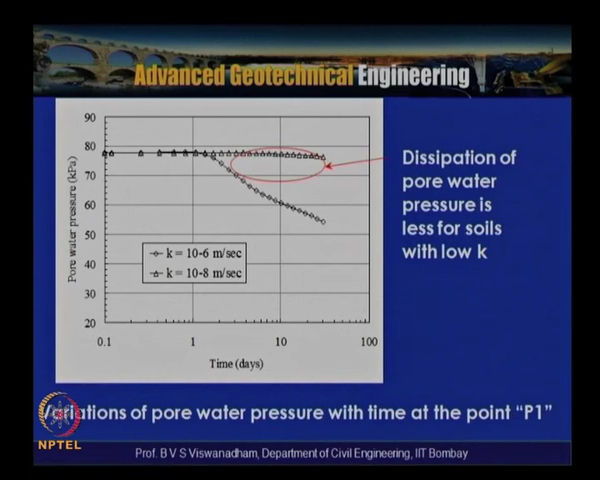 Advanced Geotechnical Engineering
90
80
70
60
50
40
30
20
Pore water pressure (kPa)
k = 10-6 m/sec
k = 10-8 m/sec
0.1 1 10 100
Time (days)
Dissipation of
pore water
pressure is
less for soils
with low k
Variations of pore water pressure with time at the point "P1"
NPTEL
Prof. B V S Viswanadham, Department of Civil Engineering, IIT Bombay